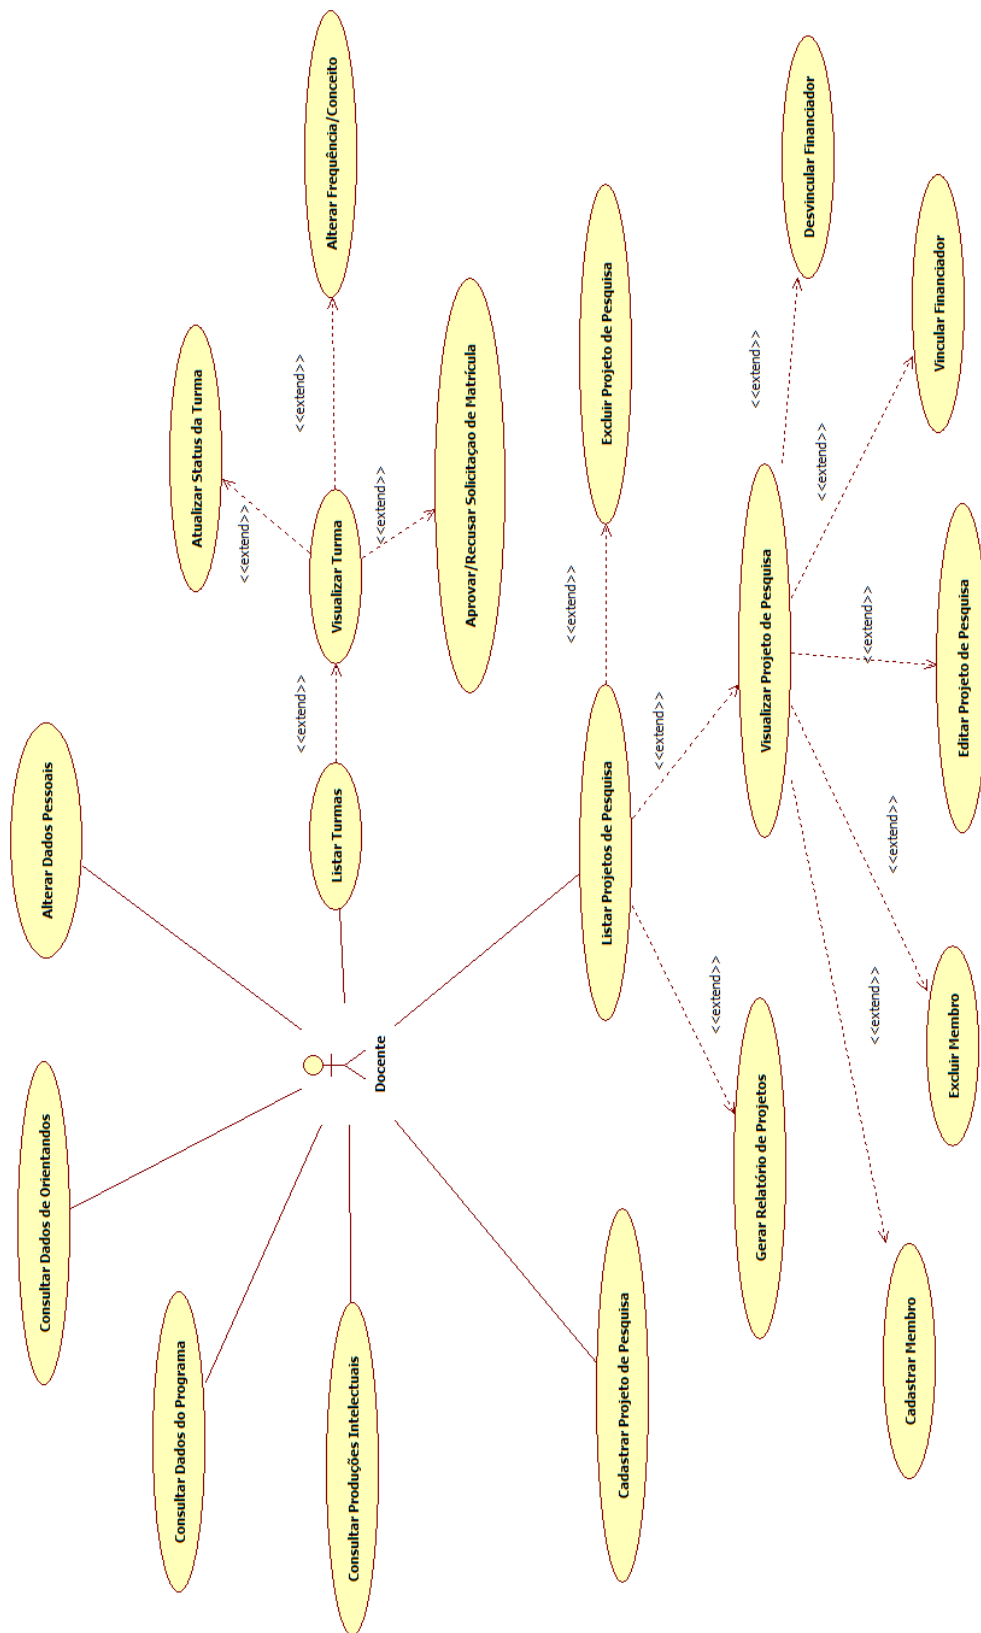 Consultar Dados de Orientandos
Alterar Dados Pessoais
Consultar Dados do Programa
Atualizar Status da Turma
<<extend>>
<<extend>>
<<extend>>
Consultar Produções Intelectuais
Docente
Listar Turmas
Visualizar Turma
Alterar Frequência/Conceito
<<extend>>
Aprovar/Recusar Solicitaçao de Matrícula
<<extend>>
Cadastrar Projeto de Pesquisa
Listar Projetos de Pesquisa
Excluir Projeto de Pesquisa
<<extend>>
<<extend>>
<<extend>>
Gerar Relatório de Projetos
Visualizar Projeto de Pesquisa
Desvincular Financiador
<<extend>>
<<extend>>
<<extend>>
<<extend>>
Cadastrar Membro
Excluir Membro
Editar Projeto de Pesquisa
Vincular Financiador